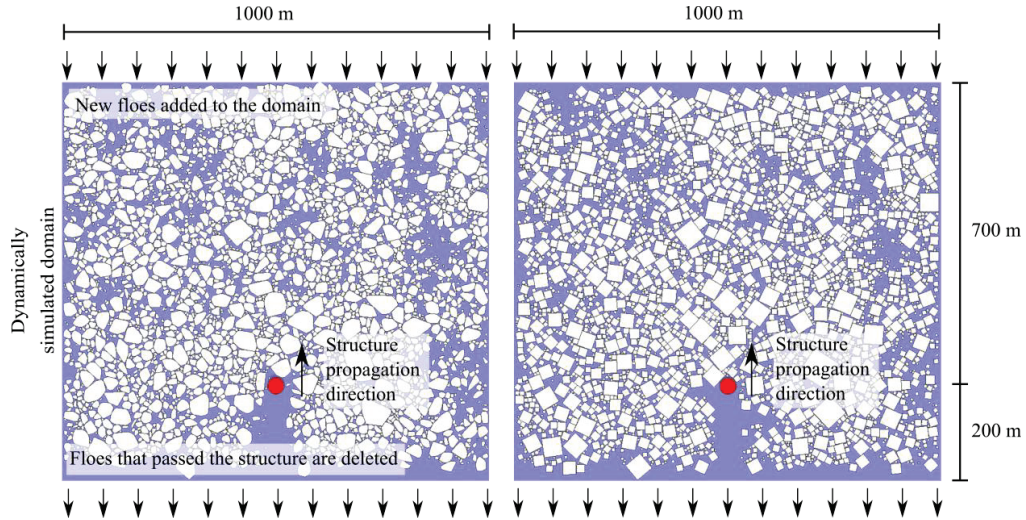 1000 m
1000 m
New floes added to the domain
Dynamically
simulated domain
Structure
propagation
direction
Floes that passed the structure are deleted
Structure
propagation
direction
700 m
200 m